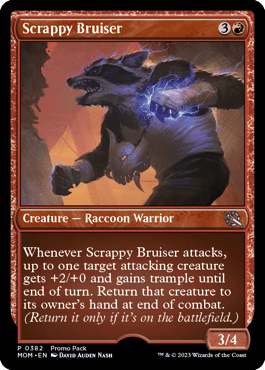 Scrappy Bruiser 3
Creature — Raccoon Warrior
Whenever Scrappy Bruiser attacks,
up to one target attacking creature
gets +2/+0 and gains trample until
end of turn. Return that creature to
its owner's hand at end of combat.
(Return it only if it's on the battlefield.)
3/4
P 0382 Promo Pack
MOM • EN DAVID ADEN NASH ™ & © 2023 Wizards of the Coast